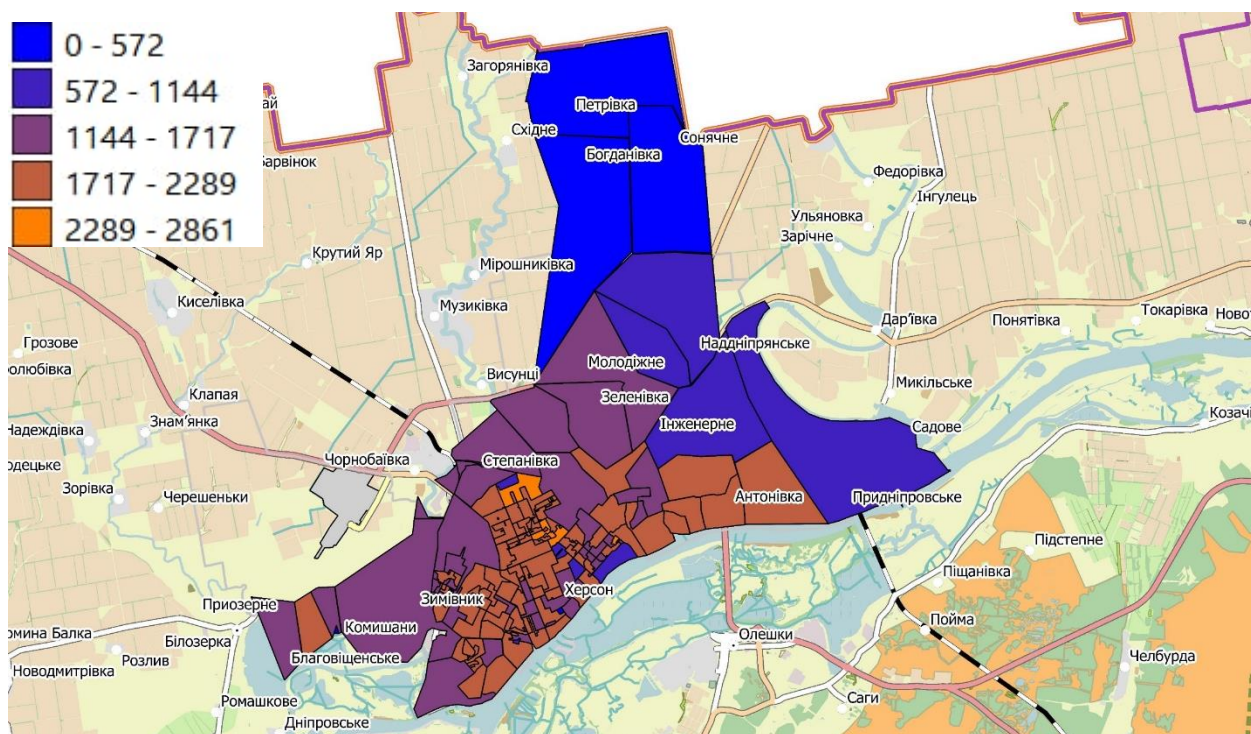 0 - 572
572 - 1144
1144 - 1717
1717 - 2289
2289 - 2861
Загорянівка
Петрівка
Східне
Сонячне
Богданівка
Барвінок
Федорівка
Інгулець
Ульяновка
Зарічне
Крутий Яр
Мірошниківка
Киселівка
Музиківка
Дар'ївка
Понятівка
Токарівка
Грозове
Наддніпрянське
Молодіжне
Висунці
Микільське
Клапая
Зеленівка
Козачі
Знам'янка
Інженерне
Садове
Надеждівка
Степанівка
Чорнобаївка
Зорівка
Черешеньки
Антонівка
Придніпровське
Підстепне
Піщанівка
Херсон
Зимівник
Приозерне
Комишани
Пойма
Білозерка
Олешки
Розлив
Благовіщенське
Новодмитрівка
Челбурда
Саги
Ромашкове
Дніпровське